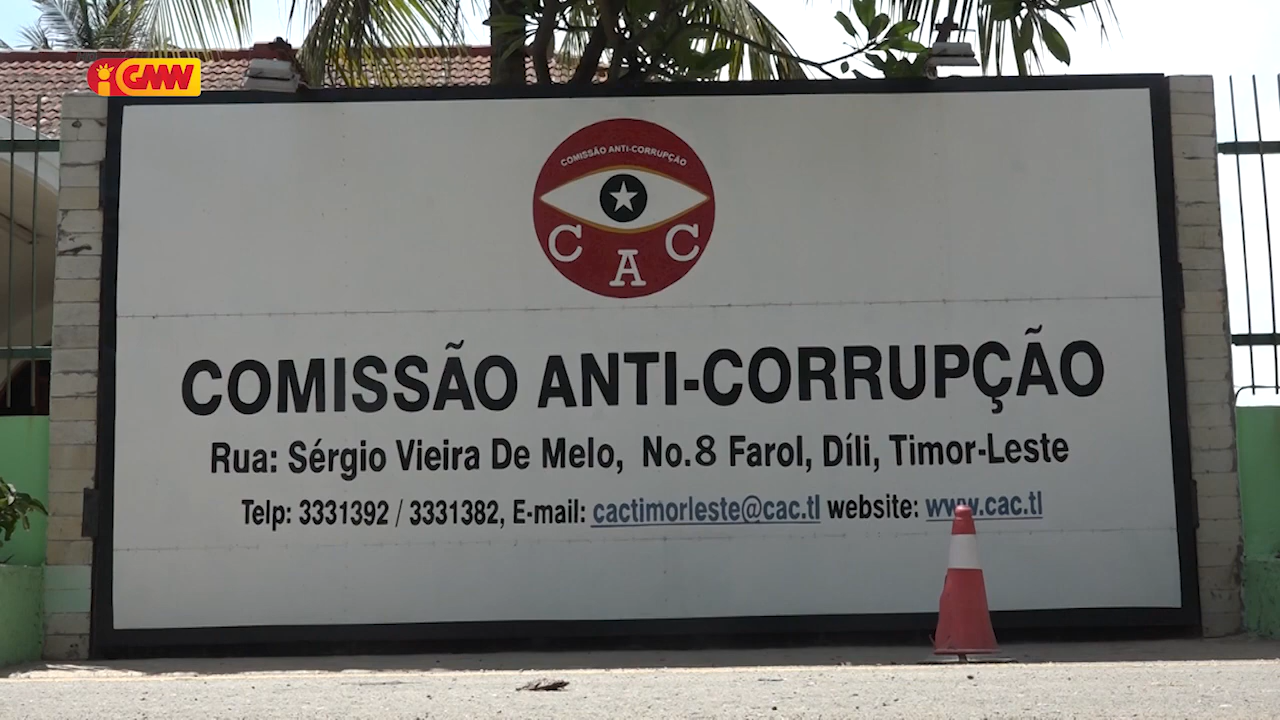 GMN
COMISSÃO ANTI-CORRUPÇÃO
C A C
COMISSÃO ANTI-CORRUPÇÃO
Rua: Sérgio Vieira De Melo, No.8 Farol, Díli, Timor-Leste
Telp: 3331392 / 3331382, E-mail: cactimorleste@cac.tl website: www.cac.tl